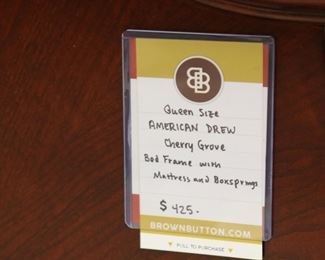 BB
Queen Size
AMERICAN DREW
Cherry Grove
Bed Frame with
Mattress and Boxsprings
$ 425.
BROWNBUTTON.COM
PULL TO PURCHASE